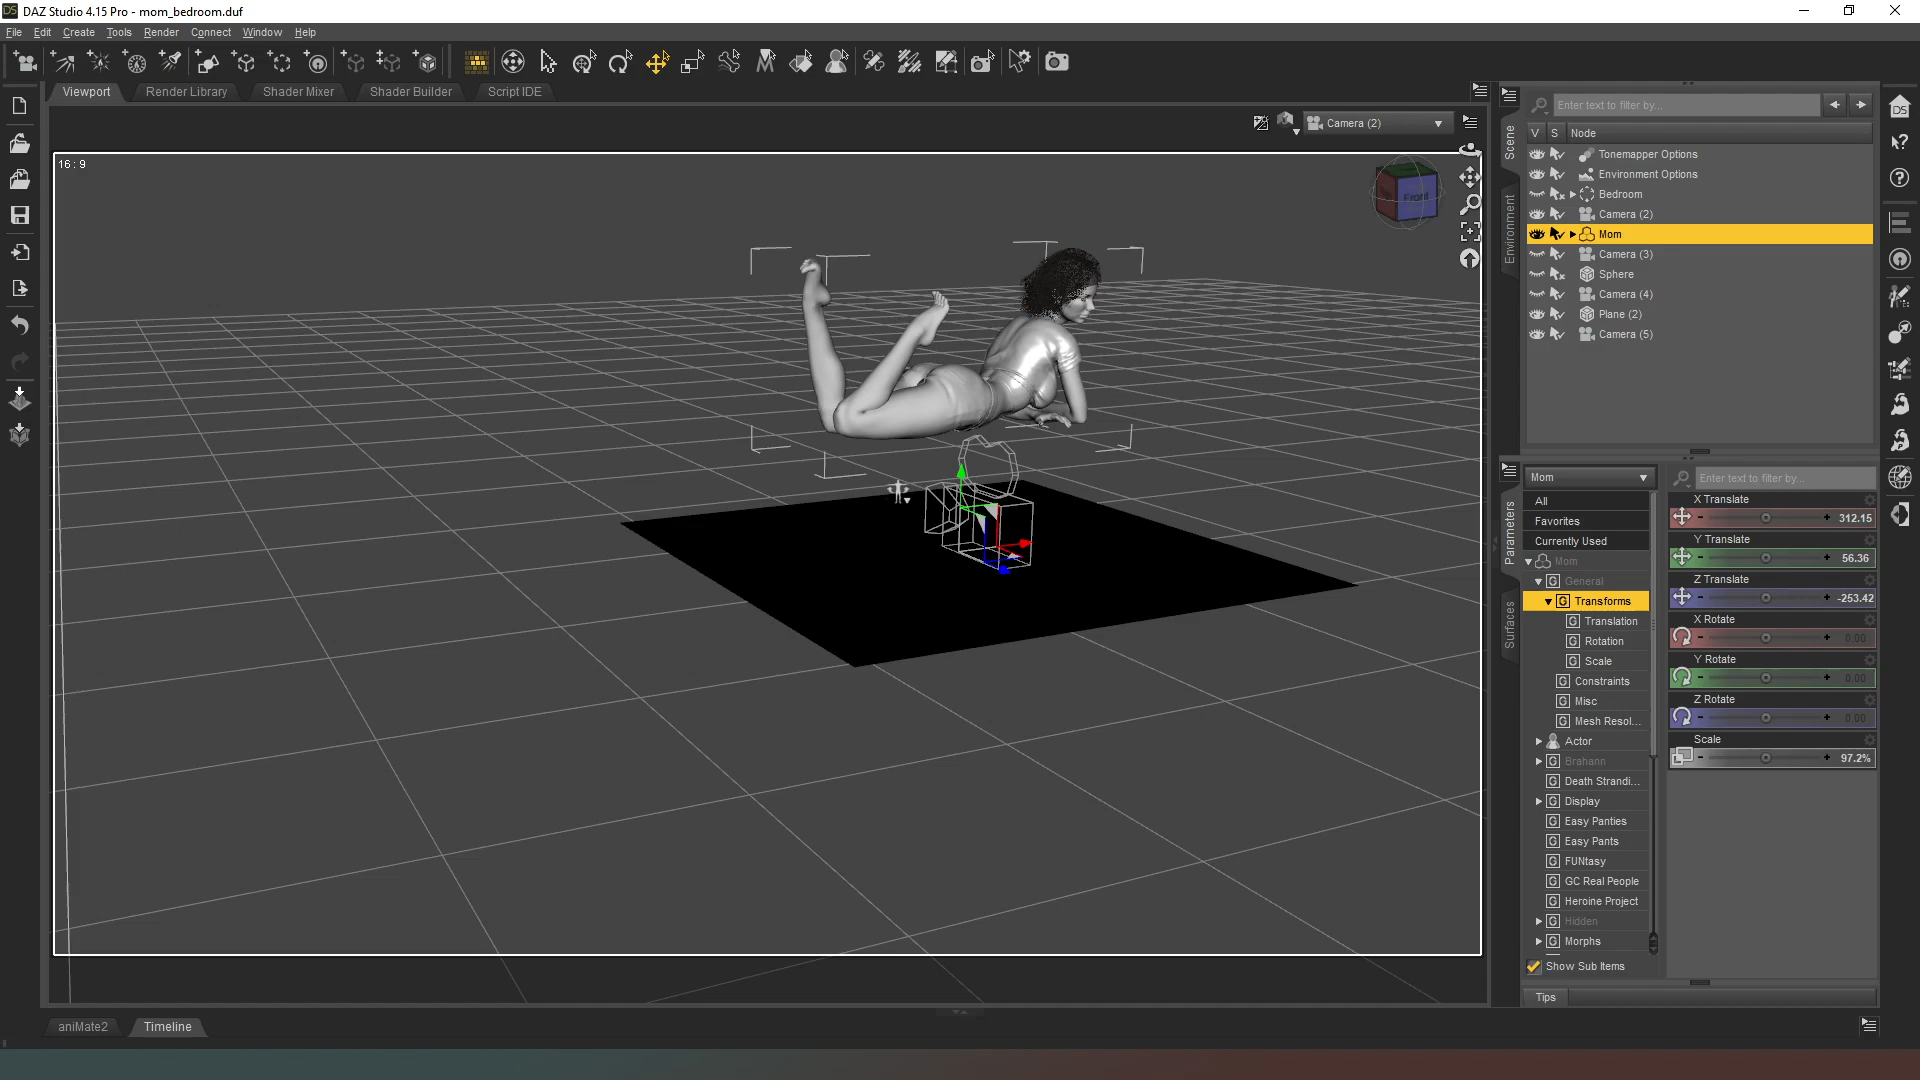 DS DAZ Studio 4.15 Pro - mom_bedroom.duf
File Edit Create Tools Render Connect Window Help
Viewport Render Library Shader Mixer Shader Builder Script IDE
Camera (2)
16 : 9
Front
Scene
Environment
Enter text to filter by...
V S Node
Tonemapper Options
Environment Options
Bedroom
Camera (2)
Mom
Camera (3)
Sphere
Camera (4)
Plane (2)
Camera (5)
Parameters
Surfaces
Mom
All
Favorites
Currently Used
Mom
G General
G Transforms
G Translation
G Rotation
G Scale
G Constraints
G Misc
G Mesh Resol...
Actor
G Brahann
G Death Strandi...
G Display
G Easy Panties
G Easy Pants
G FUNtasy
G GC Real People
G Heroine Project
G Hidden
G Morphs
Show Sub Items
Enter text to filter by...
X Translate
312.15
Y Translate
56.36
Z Translate
-253.42
X Rotate
0.00
Y Rotate
0.00
Z Rotate
0.00
Scale
97.2%
Tips
DS
aniMate2 Timeline